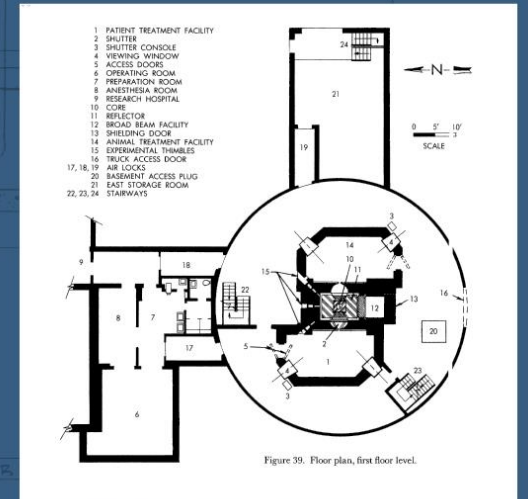 1 PATIENT TREATMENT FACILITY
2 SHUTTER
3 SHUTTER CONSOLE
4 VIEWING WINDOW
5 ACCESS DOORS
6 OPERATING ROOM
7 PREPARATION ROOM
8 ANESTHESIA ROOM
9 RESEARCH HOSPITAL
10 CORE
11 REFLECTOR
12 BROAD BEAM FACILITY
13 SHIELDING DOOR
14 ANIMAL TREATMENT FACILITY
15 EXPERIMENTAL THIMBLES
16 TRUCK ACCESS DOOR
17, 18, 19 AIR LOCKS
20 BASEMENT ACCESS PLUG
21 EAST STORAGE ROOM
22, 23, 24 STAIRWAYS
24
N
21
0 5' 10'
SCALE
19
3
4
14
9
18
10
15
11
22
13
16
12
8
7
2
20
17
5
1
4
3
23
6
Figure 39. Floor plan, first floor level.